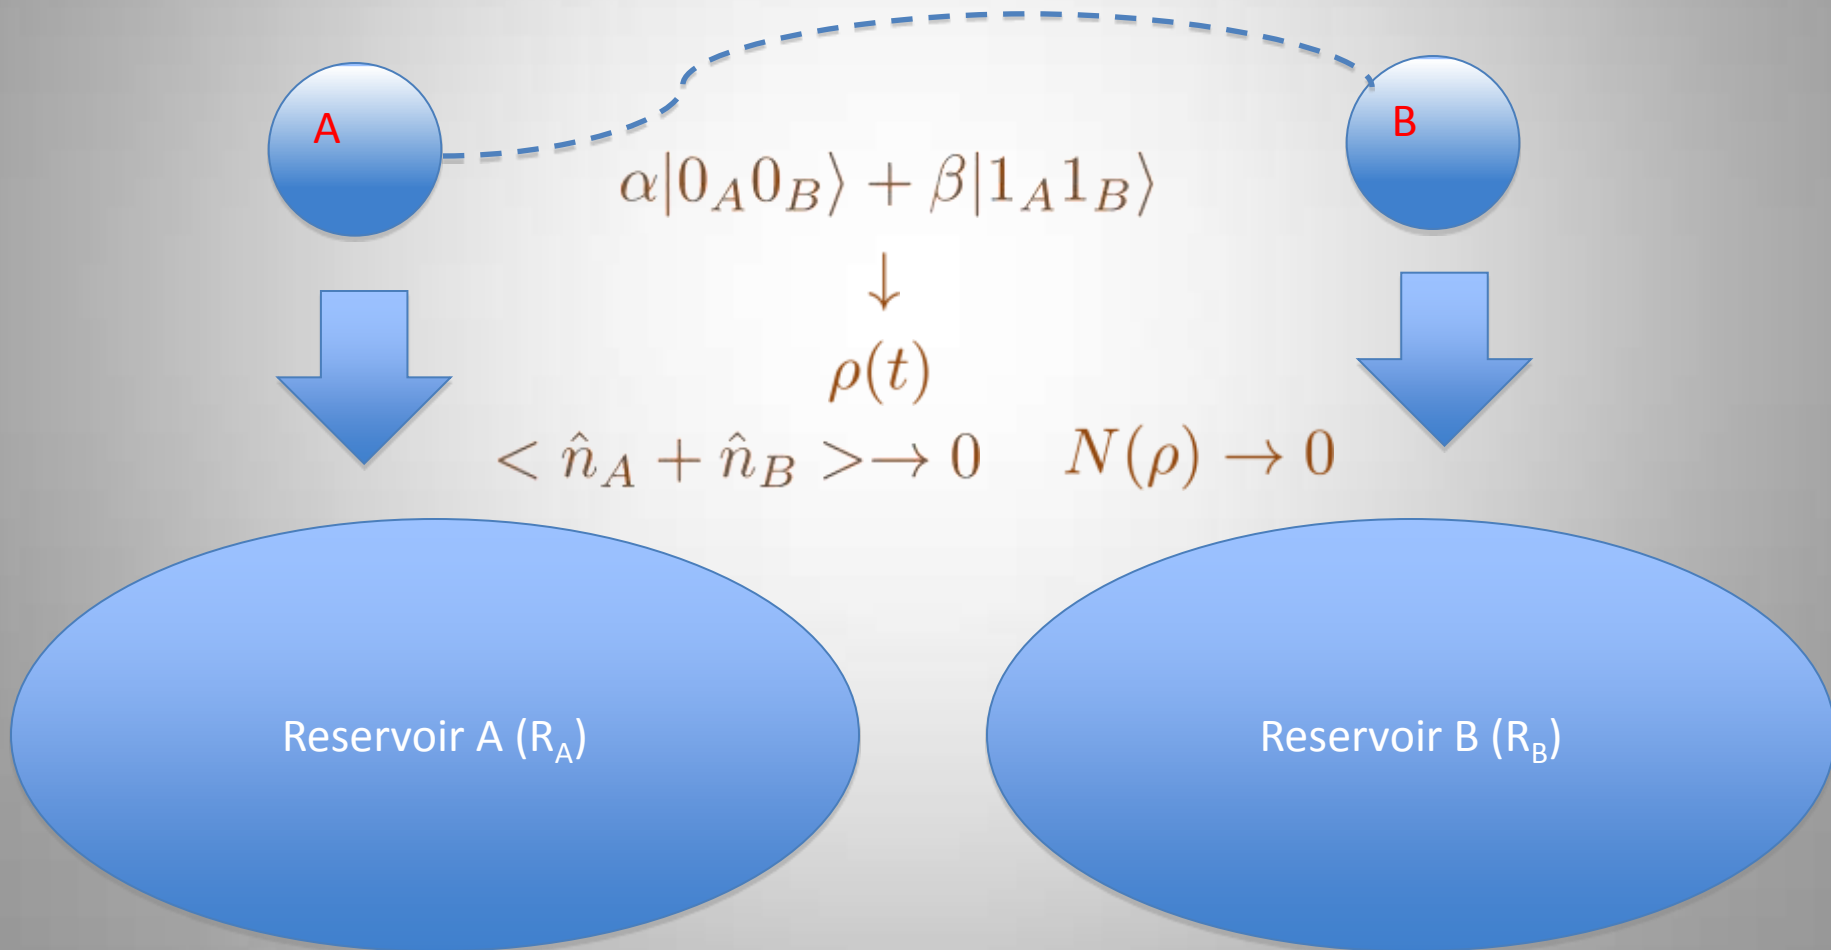 A
B
α|0_A0_B⟩ + β|1_A1_B⟩
↓
ρ(t)
< n̂_A + n̂_B >→ 0 N(ρ) → 0
Reservoir A (R_A) Reservoir B (R_B)